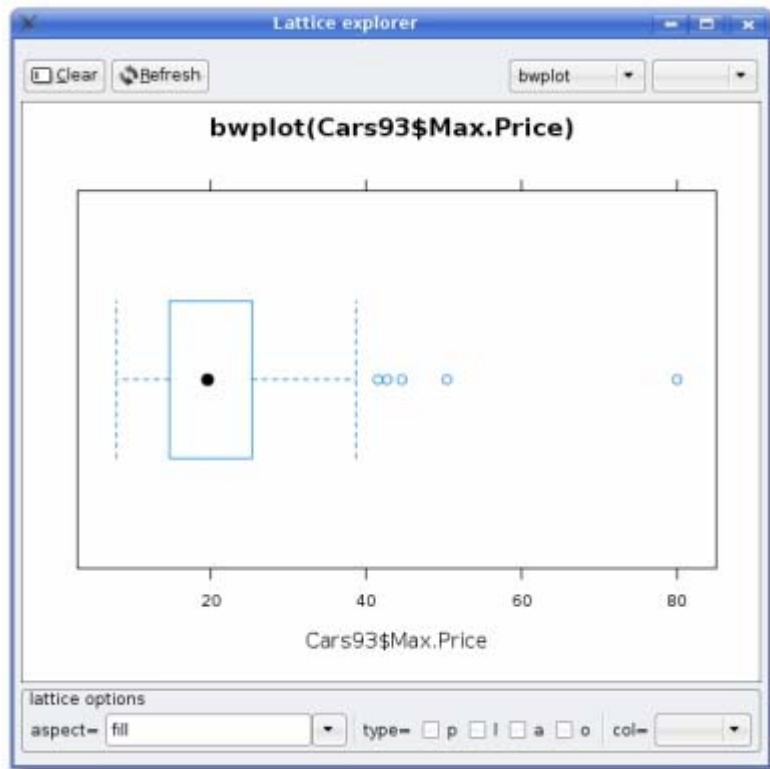 Lattice explorer
Clear Refresh bwplot
bwplot(Cars93$Max.Price)
20 40 60 80
Cars93$Max.Price
lattice options
aspect= fill type= p l a o col=